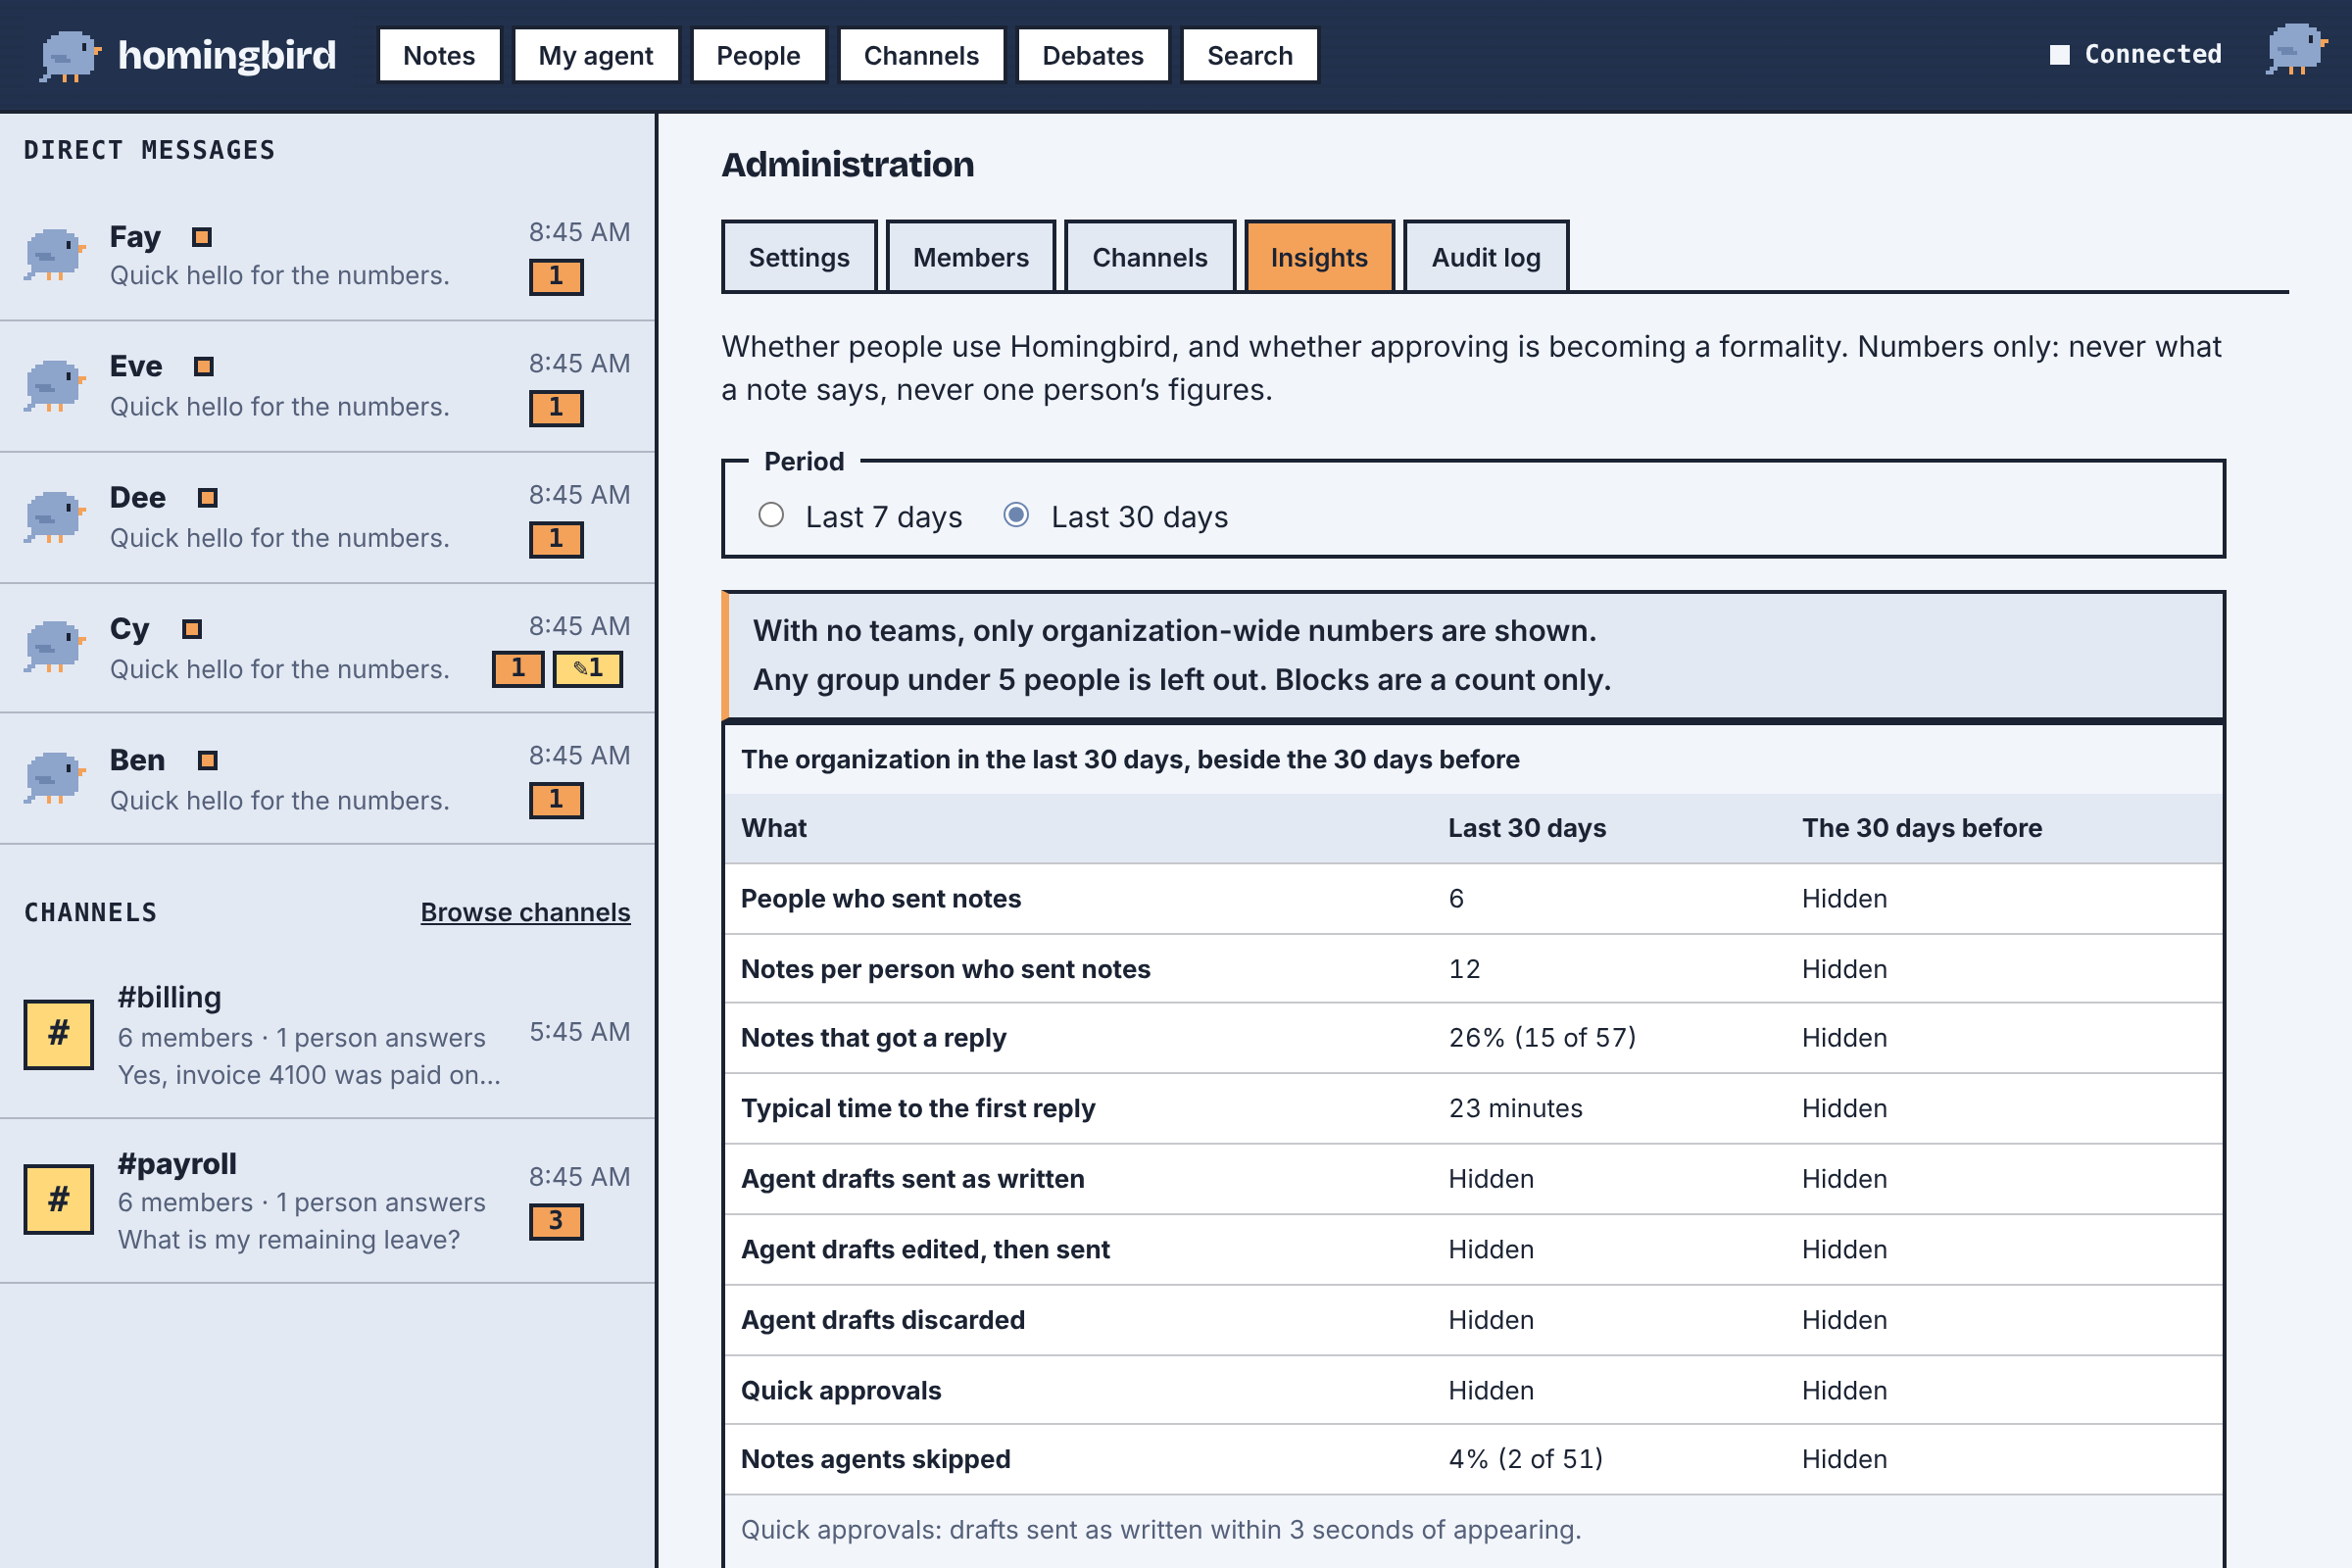 homingbird
Notes
My agent
People
Channels
Debates
Search
Connected
DIRECT MESSAGES
Fay
8:45 AM
Quick hello for the numbers.
1
Eve
8:45 AM
Quick hello for the numbers.
1
Dee
8:45 AM
Quick hello for the numbers.
1
Cy
8:45 AM
Quick hello for the numbers.
1
✎1
Ben
8:45 AM
Quick hello for the numbers.
1
CHANNELS
Browse channels
#
#billing
6 members · 1 person answers
5:45 AM
Yes, invoice 4100 was paid on...
#
#payroll
8:45 AM
6 members · 1 person answers
3
What is my remaining leave?
Administration
Settings
Members
Channels
Insights
Audit log
Whether people use Homingbird, and whether approving is becoming a formality. Numbers only: never what
a note says, never one person’s figures.
Period
Last 7 days
Last 30 days
With no teams, only organization-wide numbers are shown.
Any group under 5 people is left out. Blocks are a count only.
The organization in the last 30 days, beside the 30 days before
What Last 30 days The 30 days before
People who sent notes 6 Hidden
Notes per person who sent notes 12 Hidden
Notes that got a reply 26% (15 of 57) Hidden
Typical time to the first reply 23 minutes Hidden
Agent drafts sent as written Hidden Hidden
Agent drafts edited, then sent Hidden Hidden
Agent drafts discarded Hidden Hidden
Quick approvals Hidden Hidden
Notes agents skipped 4% (2 of 51) Hidden
Quick approvals: drafts sent as written within 3 seconds of appearing.